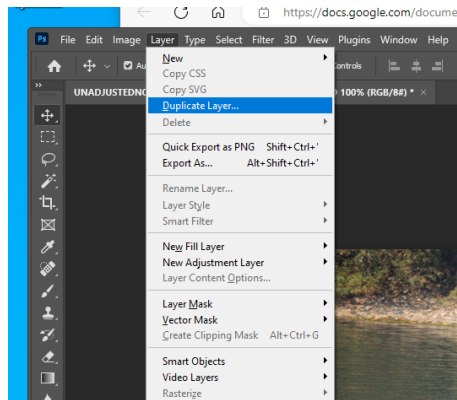 https://docs.google.com/docume
Ps File Edit Image Layer Type Select Filter 3D View Plugins Window Help
Au
Controls
UNADJUSTEDNO
100% (RGB/8#) * ×
New
Copy CSS
Copy SVG
Duplicate Layer...
Delete
Quick Export as PNG Shift+Ctrl+'
Export As... Alt+Shift+Ctrl+'
Rename Layer...
Layer Style
Smart Filter
New Fill Layer
New Adjustment Layer
Layer Content Options...
Layer Mask
Vector Mask
Create Clipping Mask Alt+Ctrl+G
Smart Objects
Video Layers
Rasterize